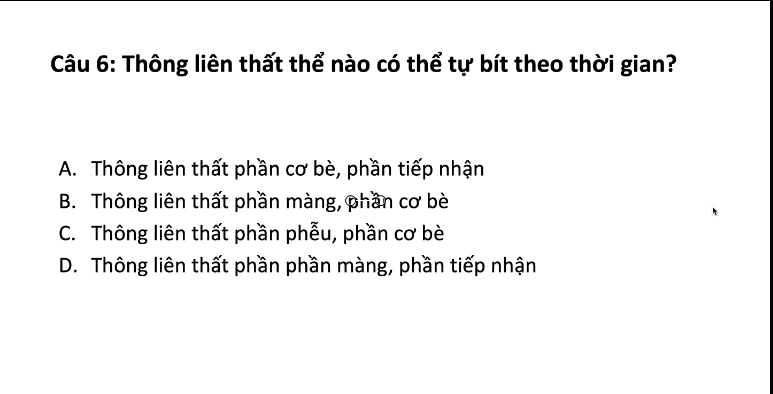 Câu 6: Thông liên thất thể nào có thể tự bít theo thời gian?
A. Thông liên thất phần cơ bè, phần tiếp nhận
B. Thông liên thất phần màng, phần cơ bè
C. Thông liên thất phần phễu, phần cơ bè
D. Thông liên thất phần phần màng, phần tiếp nhận